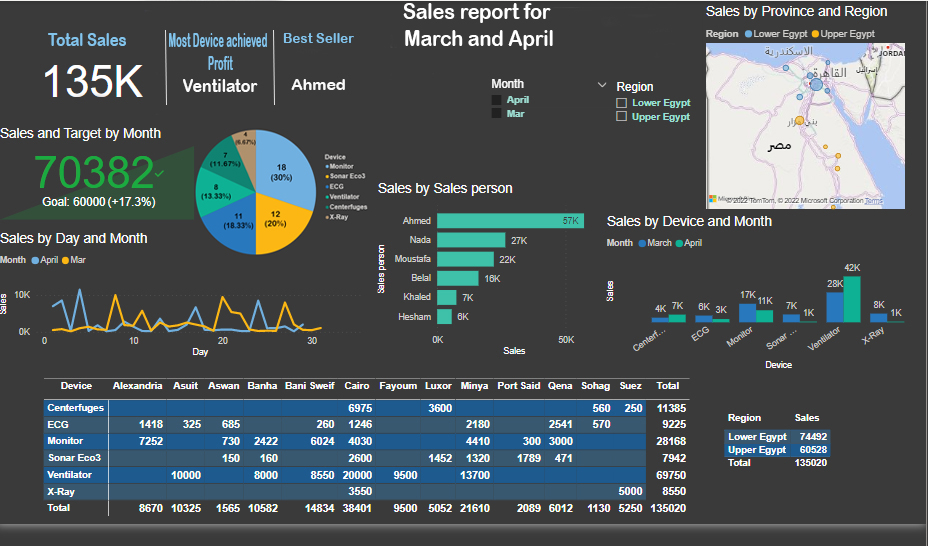 Sales report for
March and April
Total Sales
135K
Most Device achieved
Profit
Ventilator
Best Seller
Ahmed
Month
April
Mar
Region
Lower Egypt
Upper Egypt
Sales by Province and Region
Region Lower Egypt Upper Egypt
الإسكندرية
القاهرة
إسرائيل
JORDAN
بني مزار
مصر
© 2022 TomTom, © 2022 Microsoft Corporation Terms
Sales and Target by Month
70382
Goal: 60000 (+17.3%)
18
(30%)
12
(20%)
11
(18.33%)
8
(13.33%)
7
(11.67%)
4
(6.67%)
Device
Monitor
Sonar Eco3
ECG
Ventilator
Centerfuges
X-Ray
Sales by Day and Month
Month April Mar
Sales
10K
0K
0 10 20 30
Day
Sales by Sales person
Sales person
Ahmed 57K
Nada 27K
Moustafa 22K
Belal 16K
Khaled 7K
Hesham 6K
0K 50K
Sales
Sales by Device and Month
Month March April
Sales
4K 7K 6K 3K 17K 11K 7K 1K 28K 42K 8K 1K
Centerf... ECG Monitor Sonar ... Ventilator X-Ray
Device
Device Alexandria Asuit Aswan Banha Bani Sweif Cairo Fayoum Luxor Minya Port Said Qena Sohag Suez Total
Centerfuges 6975 3600 560 250 11385
ECG 1418 325 685 260 1246 2180 2541 570 9225
Monitor 7252 730 2422 6024 4030 4410 300 3000 28168
Sonar Eco3 150 160 2600 1452 1320 1789 471 7942
Ventilator 10000 8000 8550 20000 9500 13700 69750
X-Ray 3550 5000 8550
Total 8670 10325 1565 10582 14834 38401 9500 5052 21610 2089 6012 1130 5250 135020
Region Sales
Lower Egypt 74492
Upper Egypt 60528
Total 135020